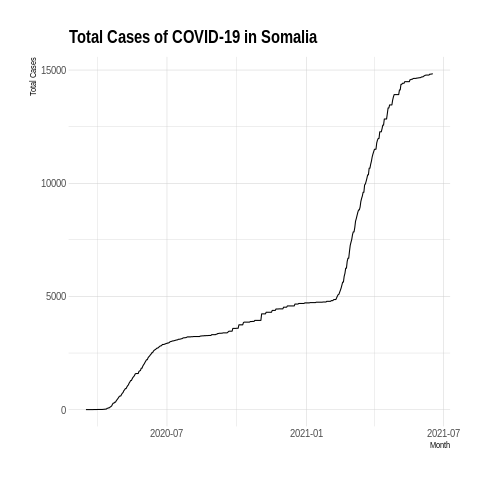 Total Cases of COVID-19 in Somalia
Total Cases
15000
10000
5000
0
2020-07
2021-01
2021-07
Month